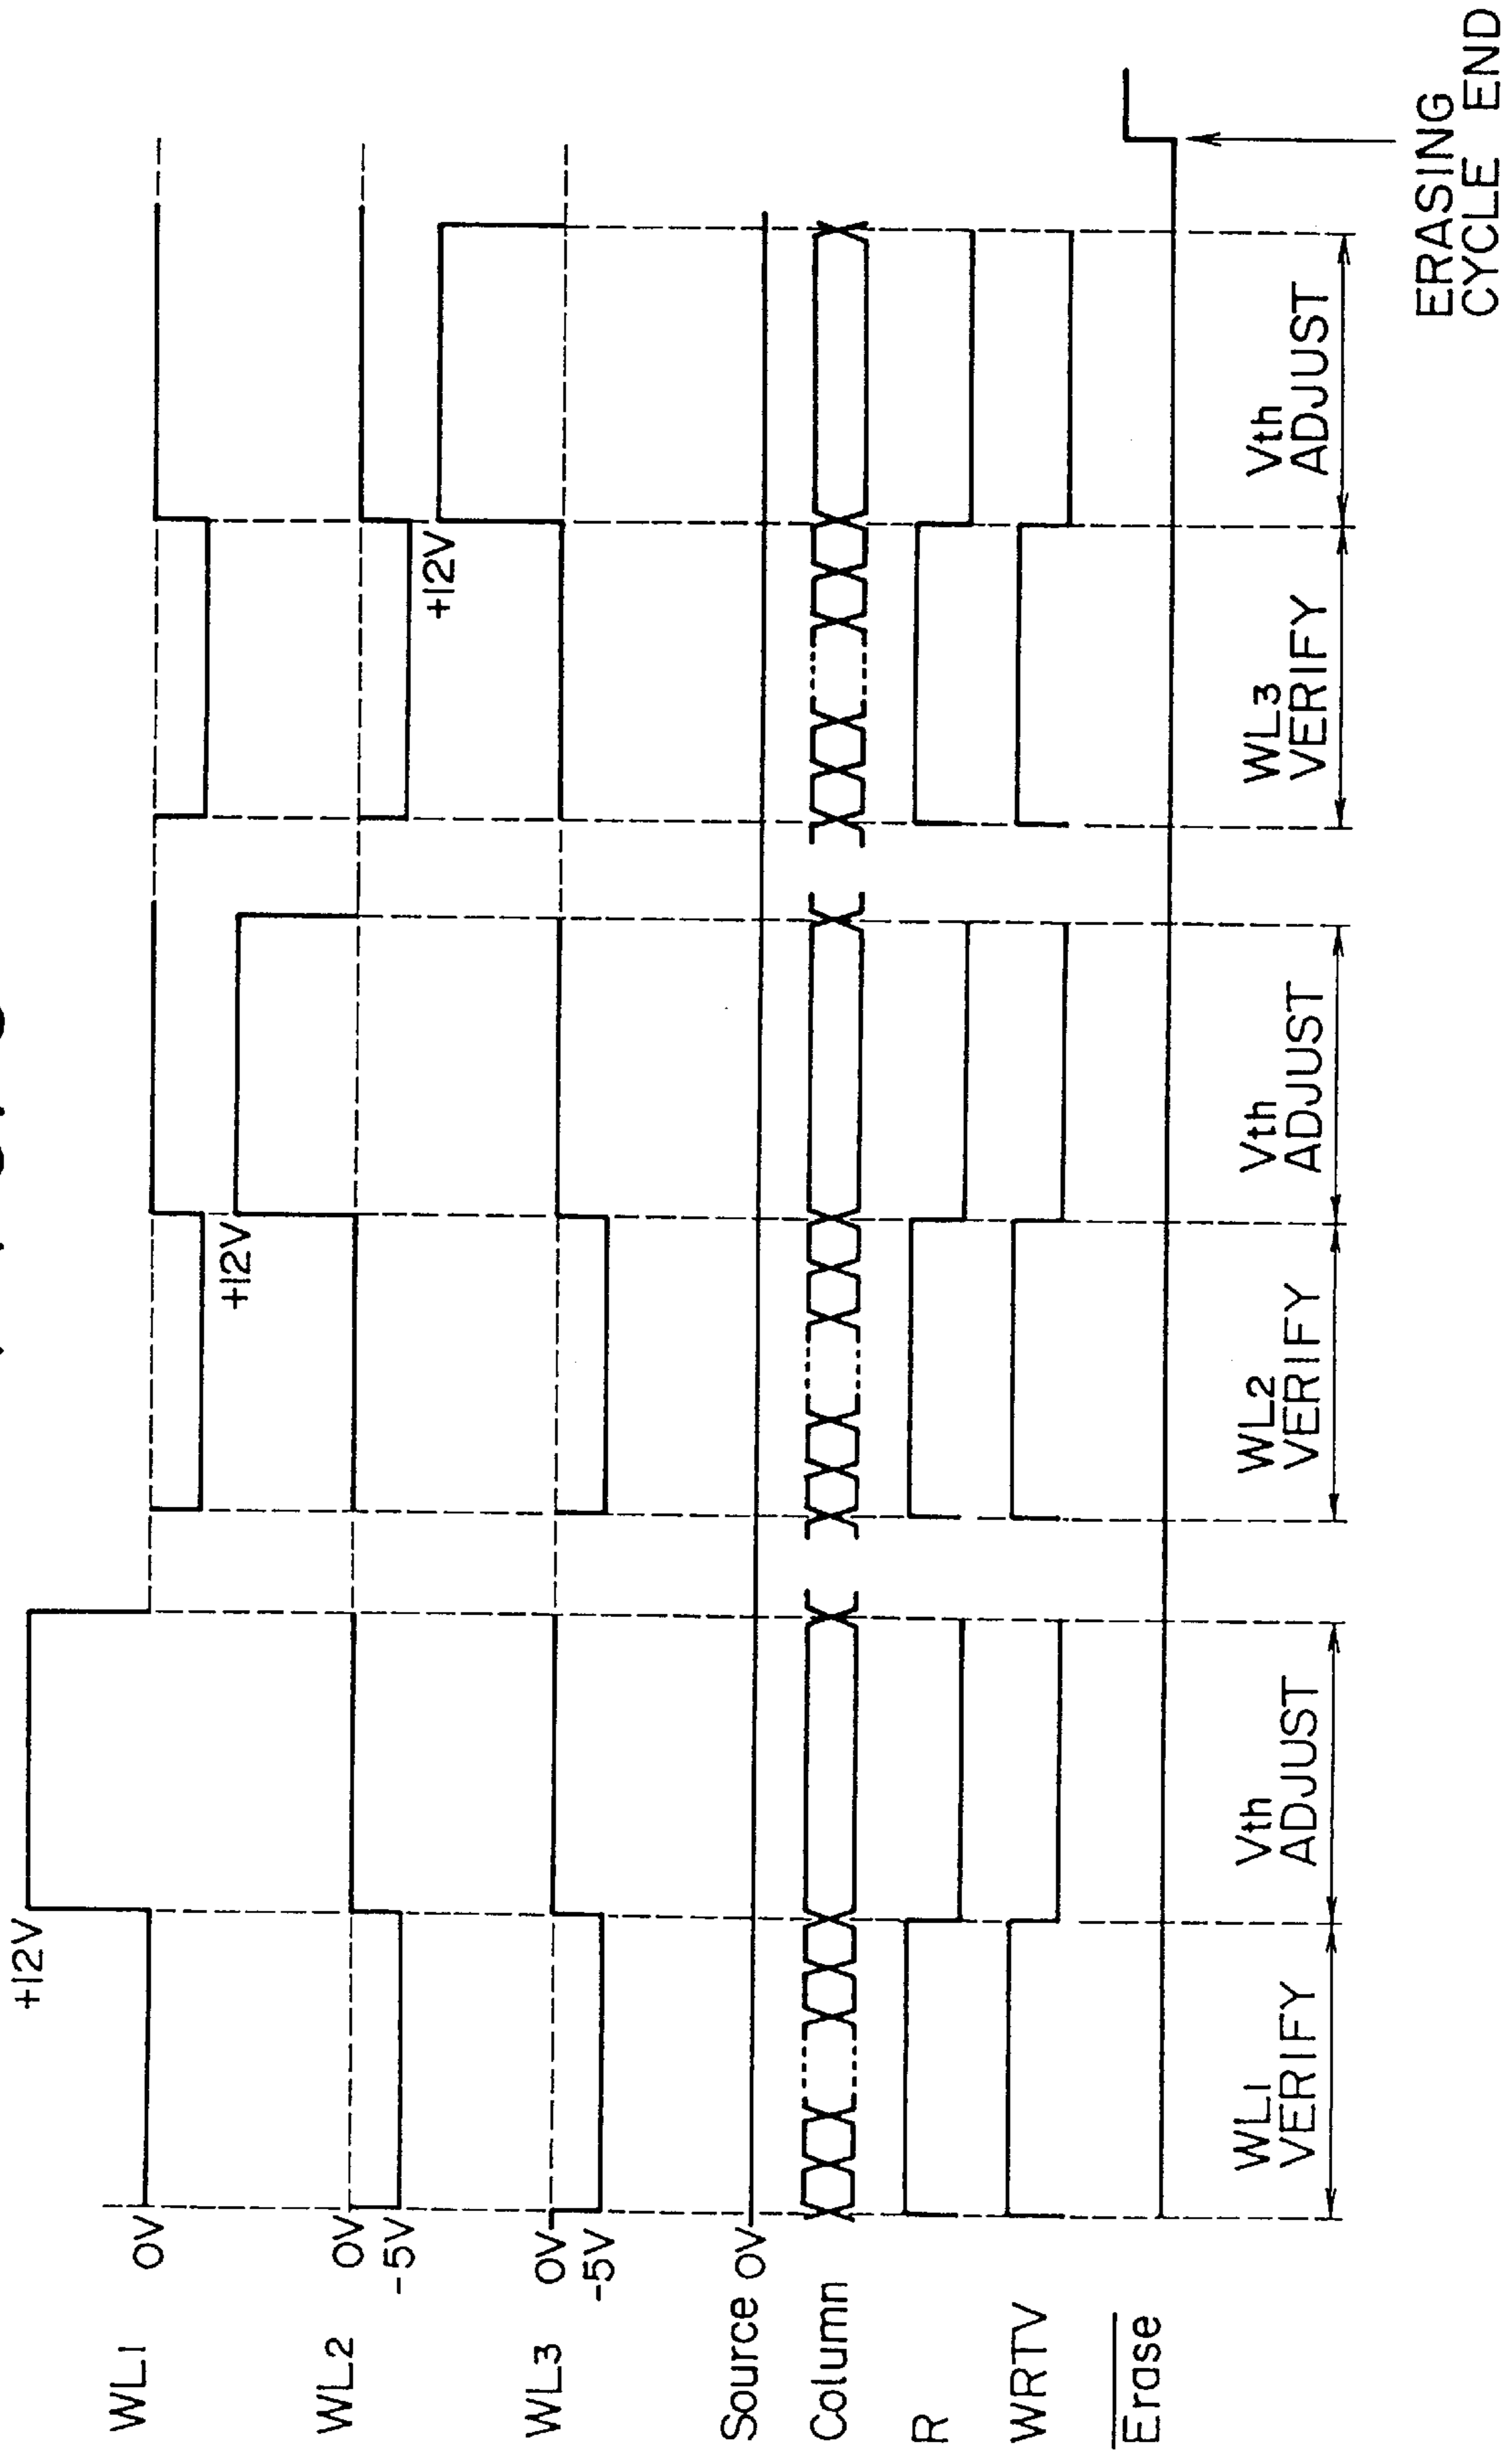 WL1
0V
+12V
WL2
0V
-5V
+12V
WL3
0V
-5V
+12V
Source 0V
Column
R
WRTV
Erase
WL1
VERIFY
Vth
ADJUST
WL2
VERIFY
Vth
ADJUST
WL3
VERIFY
Vth
ADJUST
ERASING
CYCLE END